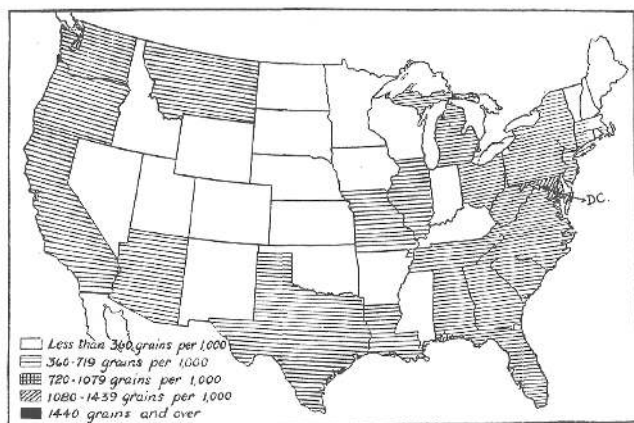 DC.
Less than 360 grains per 1,000
360-719 grains per 1,000
720-1079 grains per 1,000
1080-1439 grains per 1,000
1440 grains and over